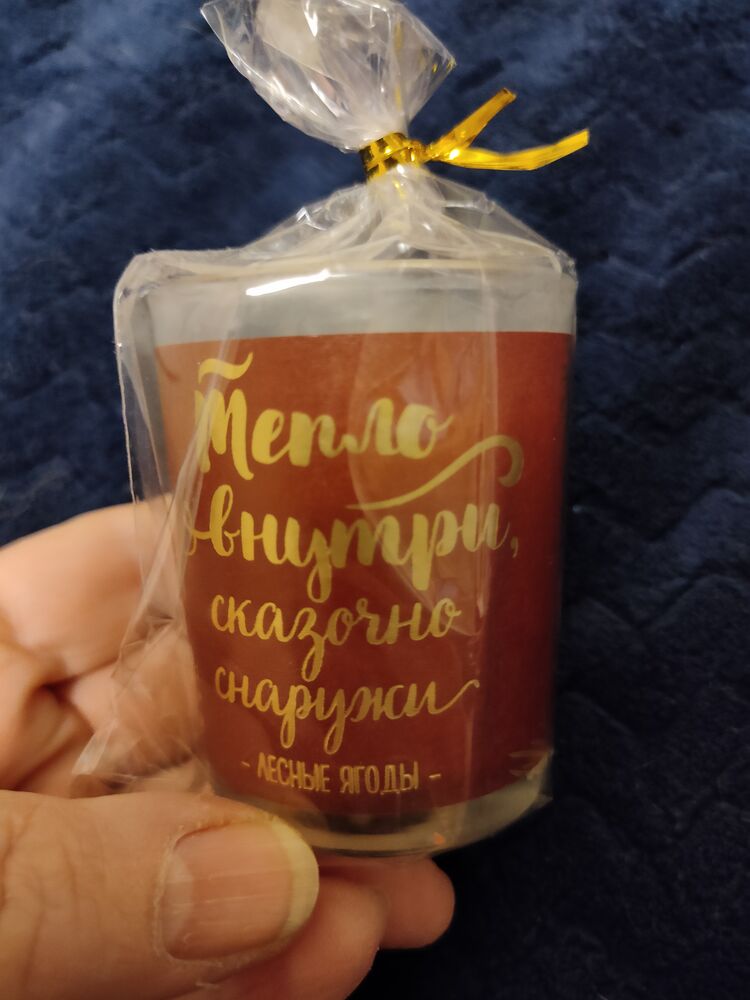 Тепло
внутри,
сказочно
снаружи
- ЛЕСНЫЕ ЯГОДЫ -